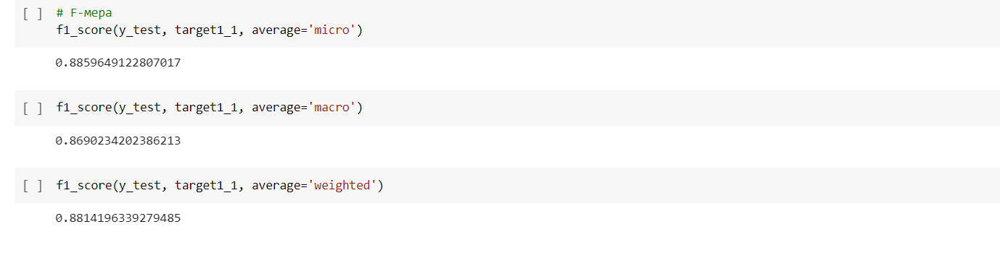 [ ] # F-мера
f1_score(y_test, target1_1, average='micro')
0.8859649122807017
[ ] f1_score(y_test, target1_1, average='macro')
0.8690234202386213
[ ] f1_score(y_test, target1_1, average='weighted')
0.8814196339279485